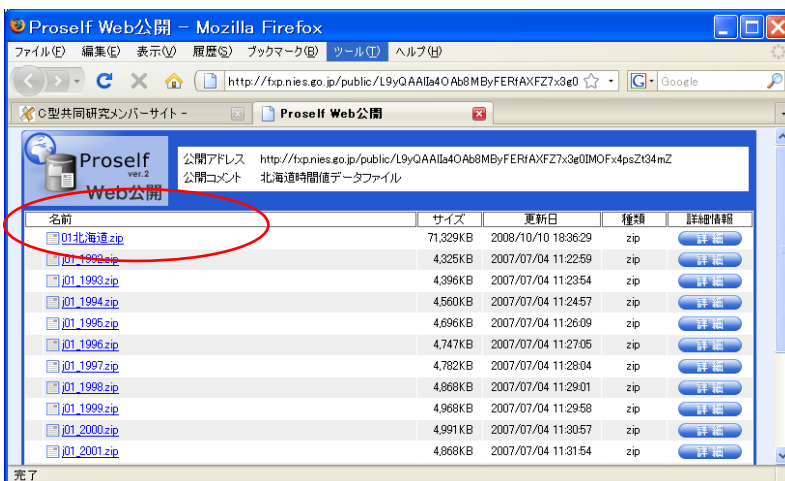 Proself Web公開 - Mozilla Firefox
ファイル(F) 編集(E) 表示(V) 履歴(S) ブックマーク(B) ツール(T) ヘルプ(H)
http://fxp.nies.go.jp/public/L9yQAAIIa4OAb8MByFERfAXFZ7x3g0 G Google
C型共同研究メンバーサイト - Proself Web公開
Proself ver.2 Web公開
公開アドレス http://fxp.nies.go.jp/public/L9yQAAIIa4OAb8MByFERfAXFZ7x3g0IMOFx4psZt34mZ
公開コメント 北海道時間値データファイル
名前 サイズ 更新日 種類 詳細情報
01北海道.zip 71,329KB 2008/10/10 18:36:29 zip 詳細
j01_1992.zip 4,325KB 2007/07/04 11:22:59 zip 詳細
j01_1993.zip 4,396KB 2007/07/04 11:23:54 zip 詳細
j01_1994.zip 4,560KB 2007/07/04 11:24:57 zip 詳細
j01_1995.zip 4,696KB 2007/07/04 11:26:09 zip 詳細
j01_1996.zip 4,747KB 2007/07/04 11:27:05 zip 詳細
j01_1997.zip 4,782KB 2007/07/04 11:28:04 zip 詳細
j01_1998.zip 4,868KB 2007/07/04 11:29:01 zip 詳細
j01_1999.zip 4,968KB 2007/07/04 11:29:58 zip 詳細
j01_2000.zip 4,991KB 2007/07/04 11:30:57 zip 詳細
j01_2001.zip 4,868KB 2007/07/04 11:31:54 zip 詳細
完了